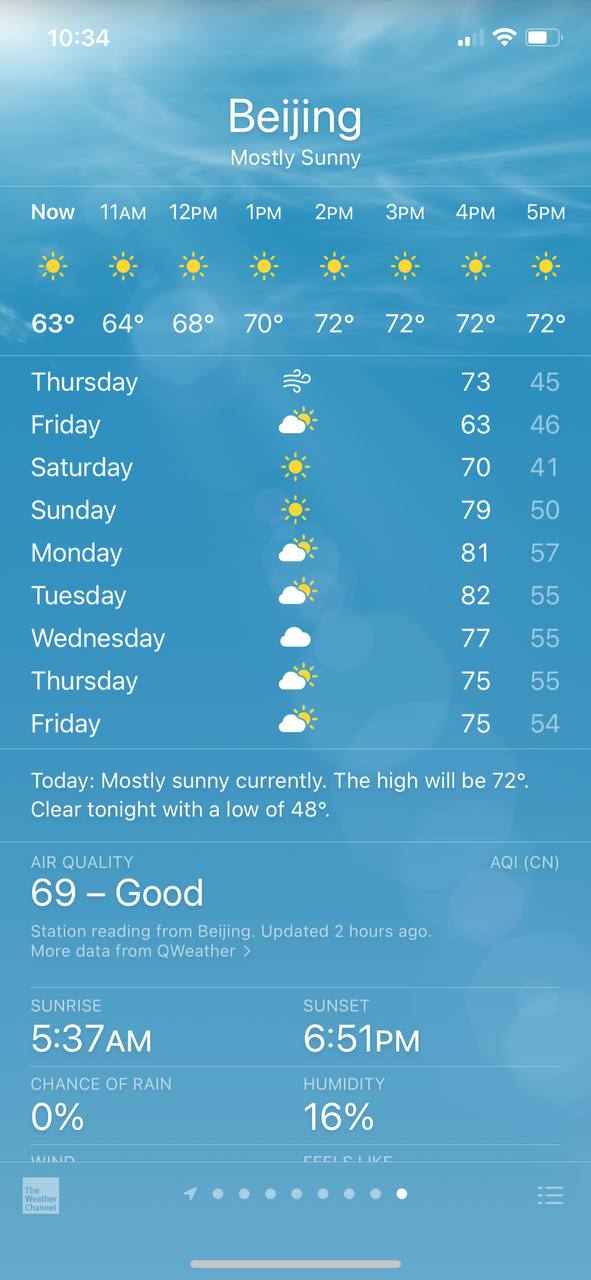 10:34
Beijing
Mostly Sunny
Now 11AM 12PM 1PM 2PM 3PM 4PM 5PM
63° 64° 68° 70° 72° 72° 72° 72°
Thursday 73 45
Friday 63 46
Saturday 70 41
Sunday 79 50
Monday 81 57
Tuesday 82 55
Wednesday 77 55
Thursday 75 55
Friday 75 54
Today: Mostly sunny currently. The high will be 72°.
Clear tonight with a low of 48°.
AIR QUALITY AQI (CN)
69 – Good
Station reading from Beijing. Updated 2 hours ago.
More data from QWeather >
SUNRISE SUNSET
5:37AM 6:51PM
CHANCE OF RAIN HUMIDITY
0% 16%
WIND FEELS LIKE
The
Weather
Channel